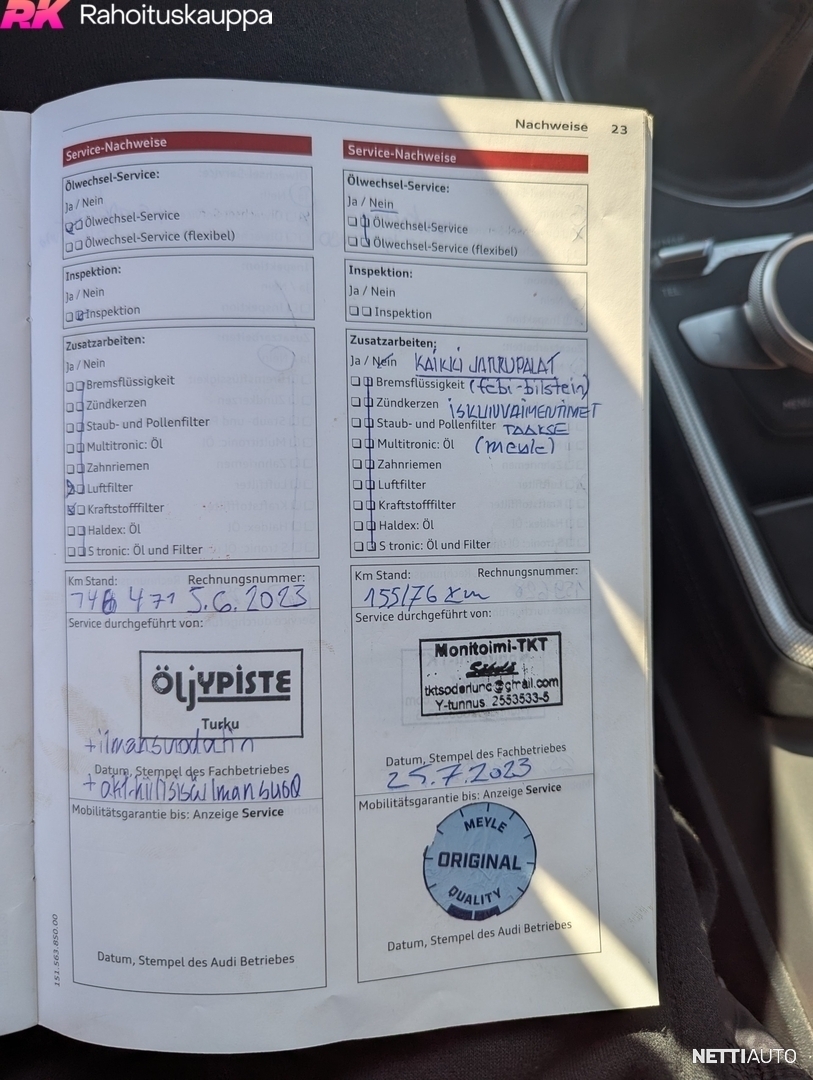 RK Rahoituskauppa
Nachweise 23
Service-Nachweise
Ölwechsel-Service:
Ja / Nein
Ölwechsel-Service
Ölwechsel-Service (flexibel)
Inspektion:
Ja / Nein
Inspektion
Zusatzarbeiten:
Ja / Nein
Bremsflüssigkeit
Zündkerzen
Staub- und Pollenfilter
Multitronic: Öl
Zahnriemen
Luftfilter
Kraftstofffilter
Haldex: Öl
S tronic: Öl und Filter
Km Stand: Rechnungsnummer:
5.6.2023
Service durchgeführt von:
ÖLJYPISTE
Turku
+ilmansuodatin
Datum, Stempel des Fachbetriebes
Mobilitätsgarantie bis: Anzeige Service
Datum, Stempel des Audi Betriebes
151.563.850.00
Service-Nachweise
Ölwechsel-Service:
Ja / Nein
Ölwechsel-Service
Ölwechsel-Service (flexibel)
Inspektion:
Ja / Nein
Inspektion
Zusatzarbeiten:
Ja / Nein KAIKKI JARRUPALAT
Bremsflüssigkeit (febi-bilstein)
Zündkerzen ISKUNVAIMENTIMET
Staub- und Pollenfilter TAAKSE
Multitronic: Öl (meyle)
Zahnriemen
Luftfilter
Kraftstofffilter
Haldex: Öl
S tronic: Öl und Filter
Km Stand: Rechnungsnummer:
155176 km
Service durchgeführt von:
Monitoimi-TKT
tktsoderlund@gmail.com
Y-tunnus 2553533-5
Datum, Stempel des Fachbetriebes
25.7.2023
Mobilitätsgarantie bis: Anzeige Service
MEYLE
ORIGINAL
QUALITY
Datum, Stempel des Audi Betriebes
NETTIAUTO